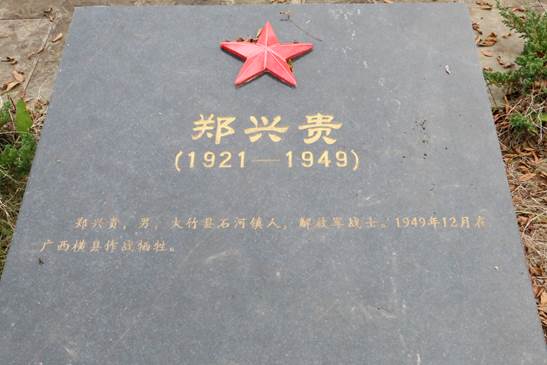 郑兴贵
(1921—1949)
郑兴贵，男，大竹县石河镇人，解放军战士。1949年12月在
广西横县作战牺牲。